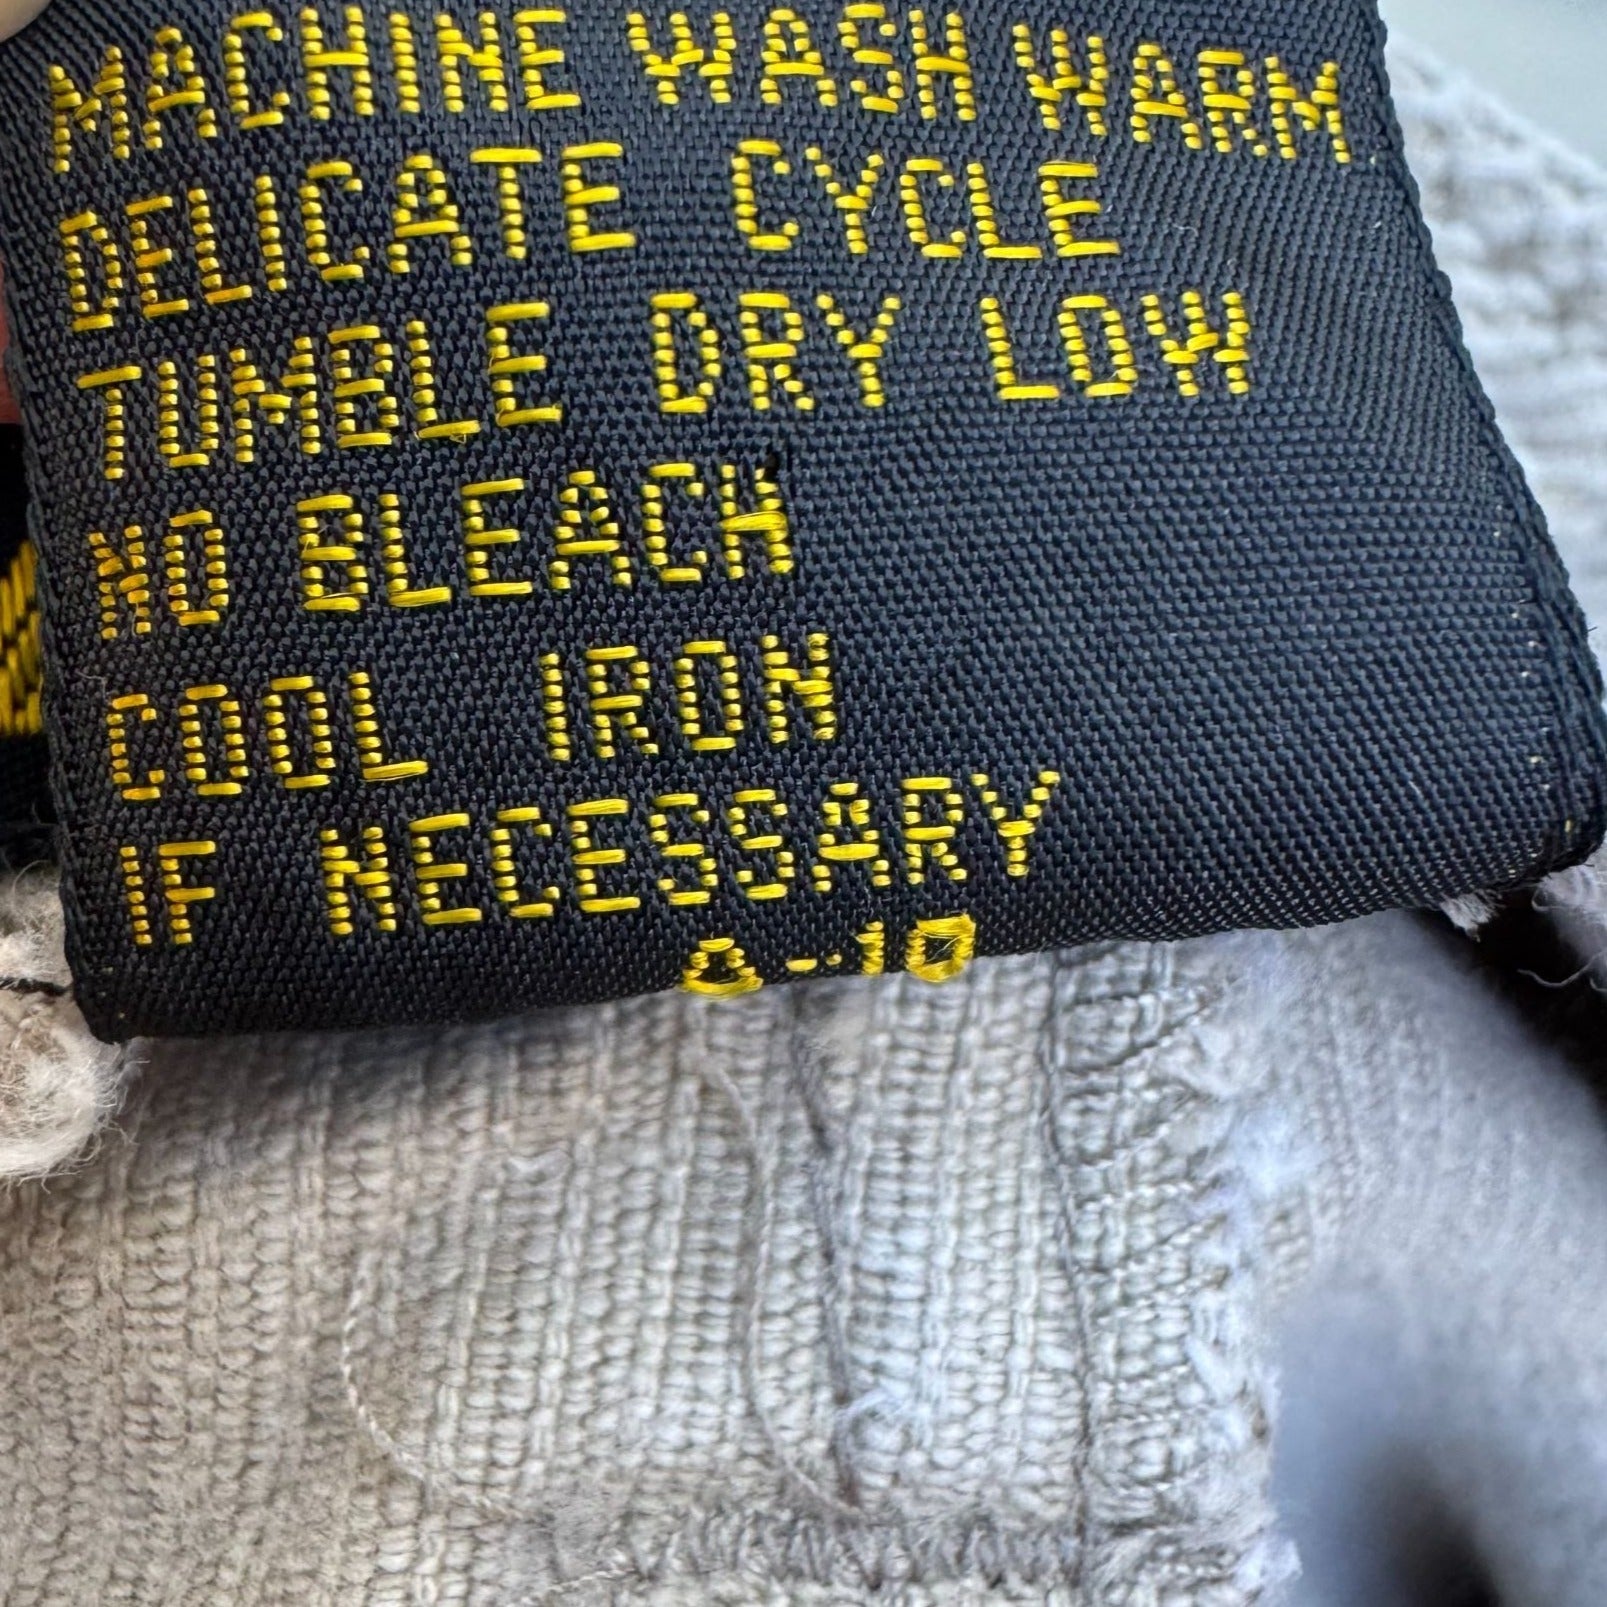 MACHINE WASH WARM
DELICATE CYCLE
TUMBLE DRY LOW
NO BLEACH
COOL IRON
IF NECESSARY